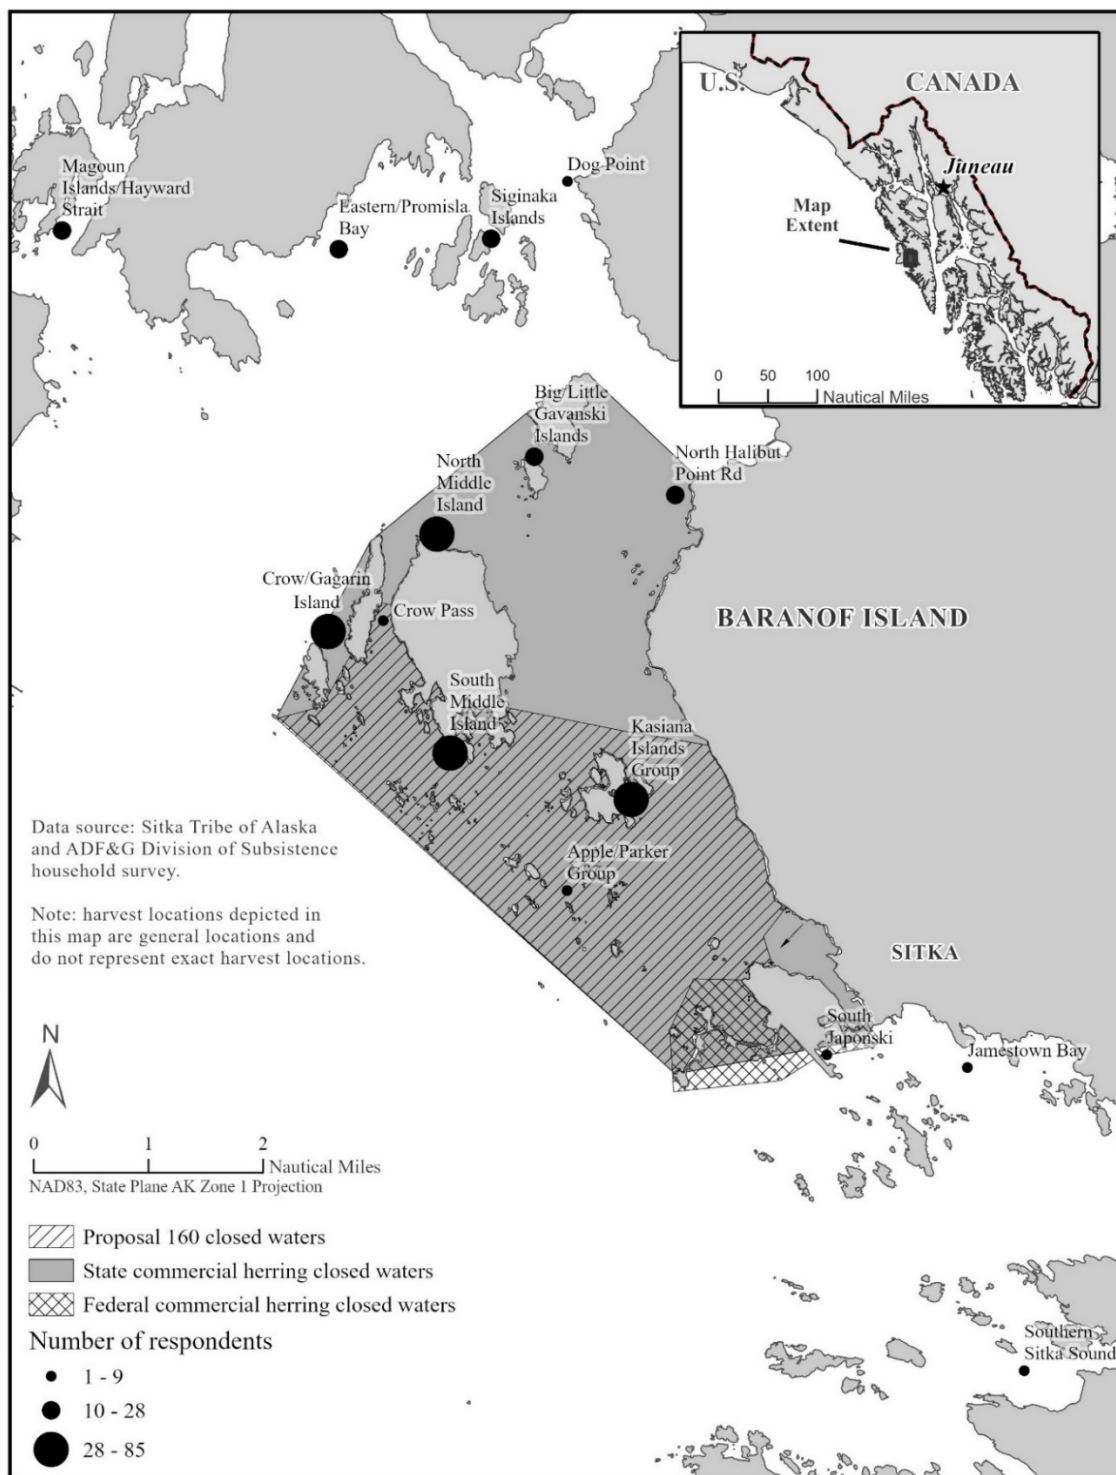 U.S.
CANADA
Juneau
Map
Extent
0 50 100
Nautical Miles
Magoun
Islands/Hayward
Strait
Eastern/Promisla
Bay
Siginaka
Islands
Dog Point
Big/Little
Gavanski
Islands
North Halibut
Point Rd
North
Middle
Island
Crow/Gagarin
Island
Crow Pass
BARANOF ISLAND
South
Middle
Island
Kasiana
Islands
Group
Apple/Parker
Group
Data source: Sitka Tribe of Alaska
and ADF&G Division of Subsistence
household survey.
Note: harvest locations depicted in
this map are general locations and
do not represent exact harvest locations.
SITKA
South
Japonski
Jamestown Bay
N
0 1 2
Nautical Miles
NAD83, State Plane AK Zone 1 Projection
Proposal 160 closed waters
State commercial herring closed waters
Federal commercial herring closed waters
Number of respondents
1 - 9
10 - 28
28 - 85
Southern
Sitka Sound